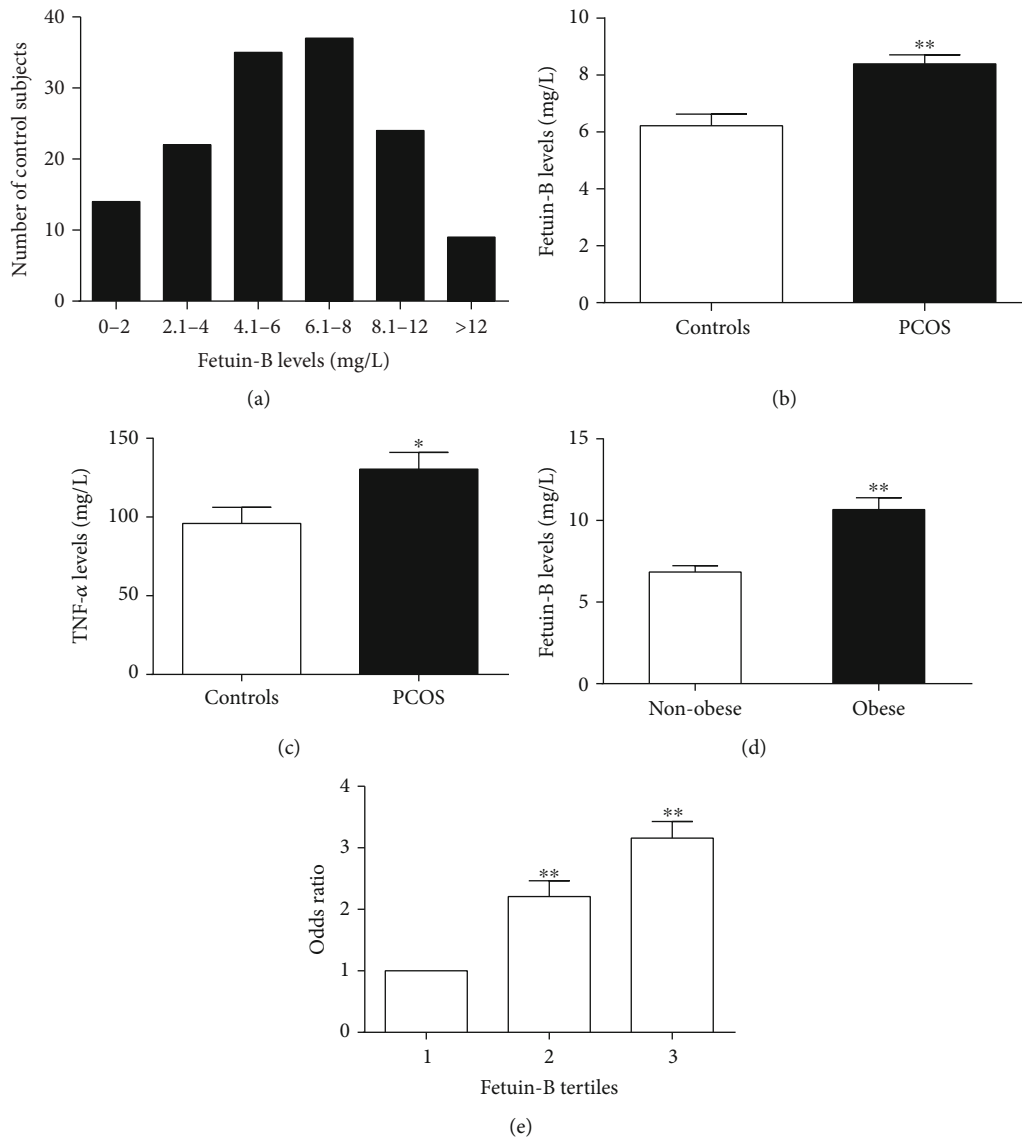 40
30
20
10
0
Number of control subjects
0–2 2.1–4 4.1–6 6.1–8 8.1–12 >12
Fetuin-B levels (mg/L)
(a)
10
8
6
4
2
0
Fetuin-B levels (mg/L)
**
Controls PCOS
(b)
150
100
50
0
TNF-α levels (mg/L)
*
Controls PCOS
(c)
15
10
5
0
Fetuin-B levels (mg/L)
**
Non-obese Obese
(d)
4
3
2
1
0
Odds ratio
**
**
1 2 3
Fetuin-B tertiles
(e)